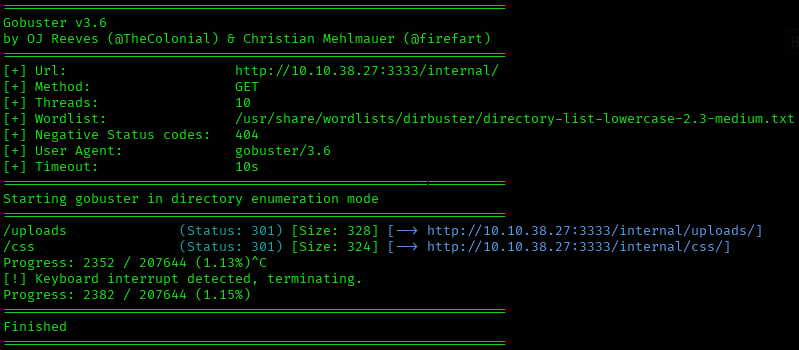 ===============================================================
Gobuster v3.6
by OJ Reeves (@TheColonial) & Christian Mehlmauer (@firefart)
===============================================================
[+] Url:                     http://10.10.38.27:3333/internal/
[+] Method:                  GET
[+] Threads:                 10
[+] Wordlist:                /usr/share/wordlists/dirbuster/directory-list-lowercase-2.3-medium.txt
[+] Negative Status codes:   404
[+] User Agent:              gobuster/3.6
[+] Timeout:                 10s
===============================================================
Starting gobuster in directory enumeration mode
===============================================================
/uploads              (Status: 301) [Size: 328] [--> http://10.10.38.27:3333/internal/uploads/]
/css                  (Status: 301) [Size: 324] [--> http://10.10.38.27:3333/internal/css/]
Progress: 2352 / 207644 (1.13%)^C
[!] Keyboard interrupt detected, terminating.
Progress: 2382 / 207644 (1.15%)
===============================================================
Finished
===============================================================